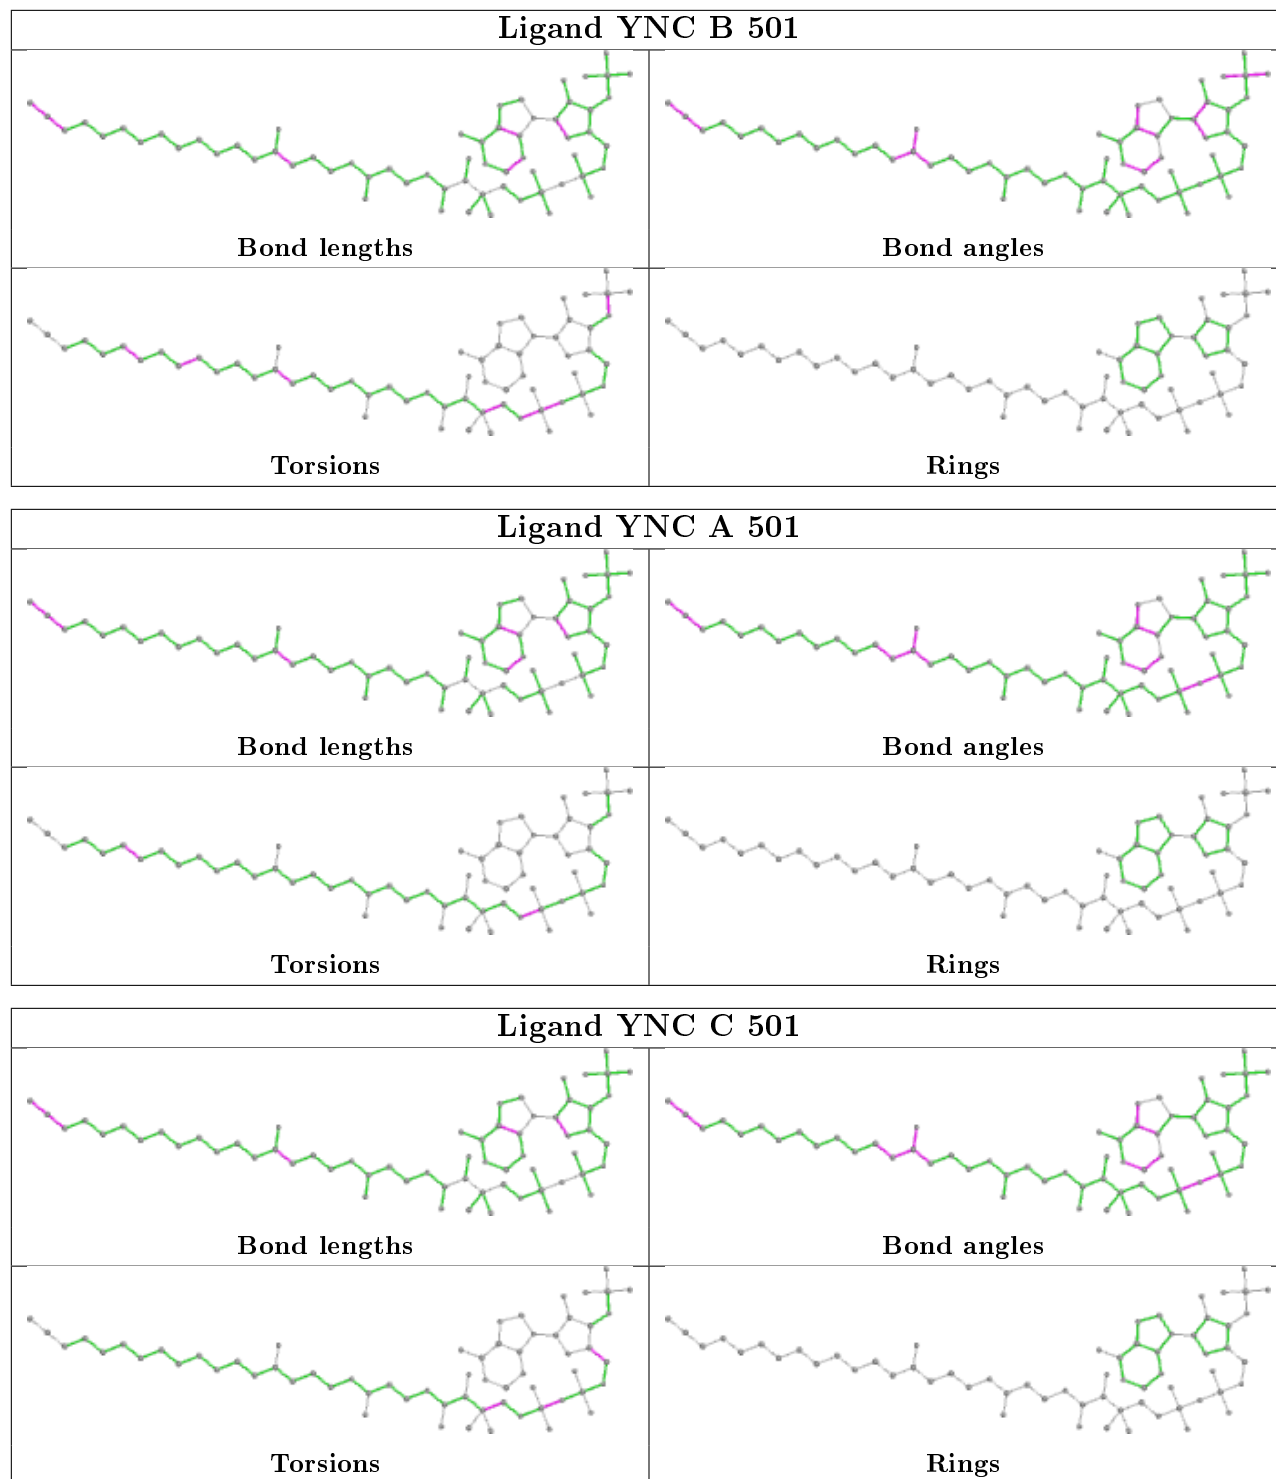 Ligand YNC B 501
Bond lengths
Bond angles
Torsions
Rings
Ligand YNC A 501
Bond lengths
Bond angles
Torsions
Rings
Ligand YNC C 501
Bond lengths
Bond angles
Torsions
Rings